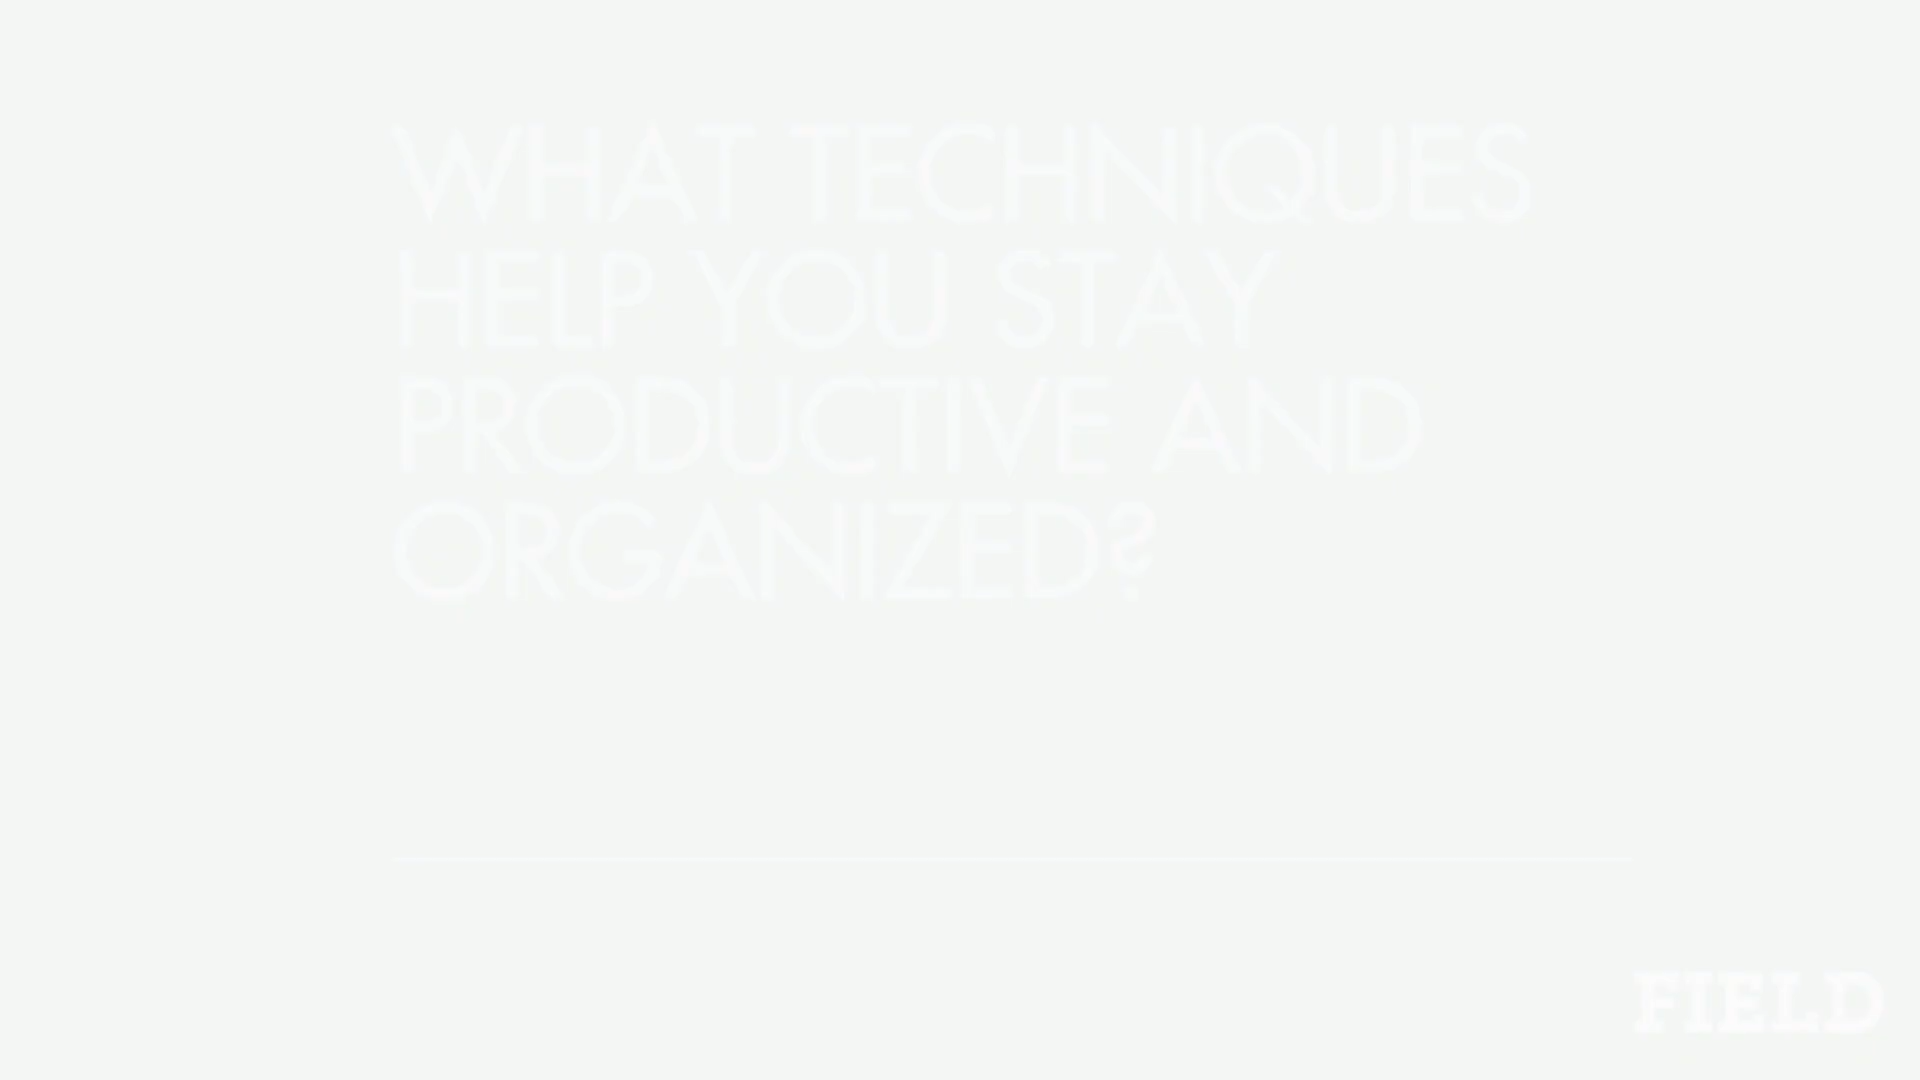 WHAT TECHNIQUES
HELP YOU STAY
PRODUCTIVE AND
ORGANIZED?
FIELD